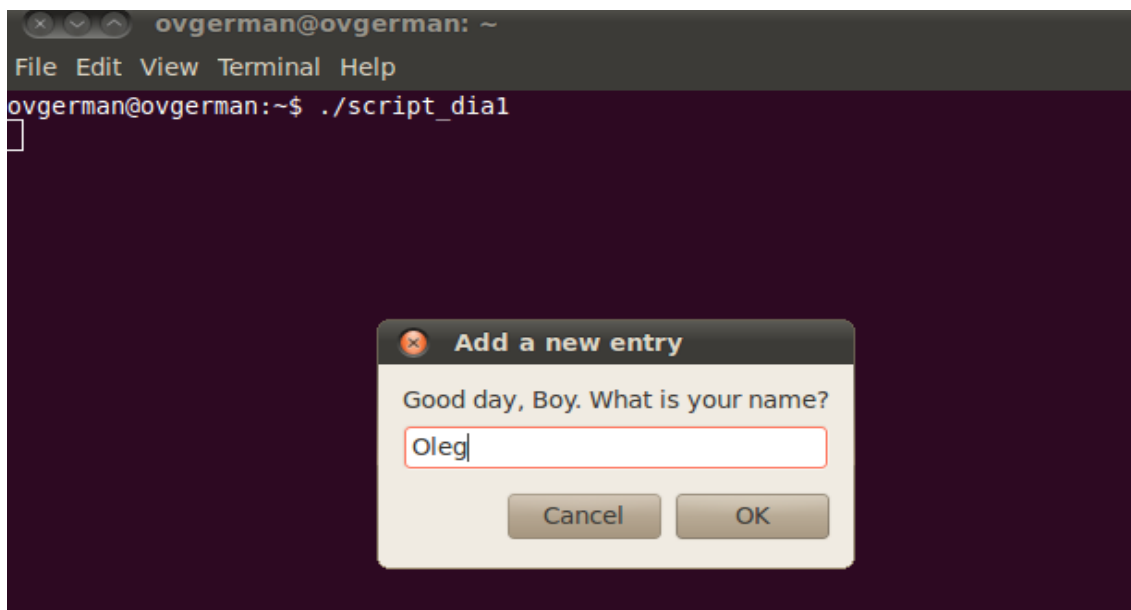 ovgerman@ovgerman: ~
File Edit View Terminal Help
ovgerman@ovgerman:~$ ./script_dia1
Add a new entry
Good day, Boy. What is your name?
Oleg
Cancel OK